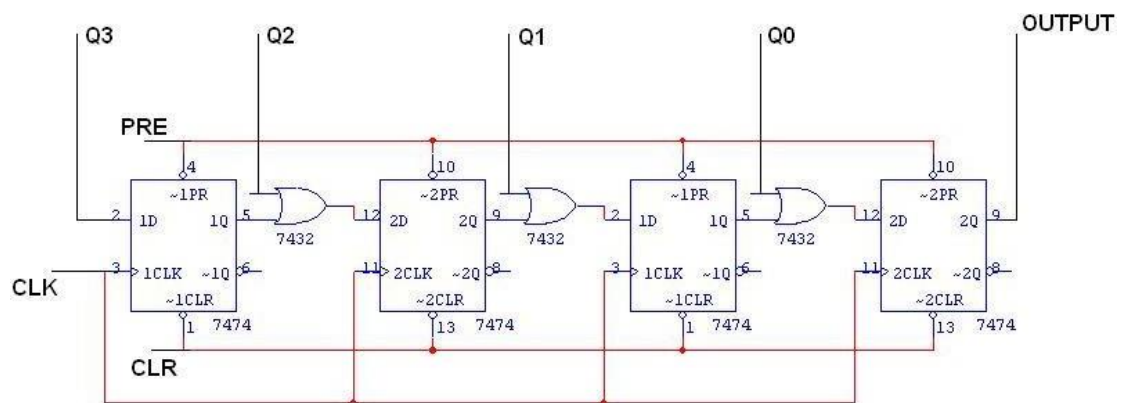 Q3 Q2 Q1 Q0 OUTPUT
PRE
4 10 4 10
~1PR ~2PR ~1PR ~2PR
2 1D 1Q 5 12 2D 2Q 9 2 1D 1Q 5 12 2D 2Q 9
7432 7432 7432
3 1CLK ~1Q 6 11 2CLK ~2Q 8 3 1CLK ~1Q 6 11 2CLK ~2Q 8
CLK
~1CLR ~2CLR ~1CLR ~2CLR
1 7474 13 7474 1 7474 13 7474
CLR